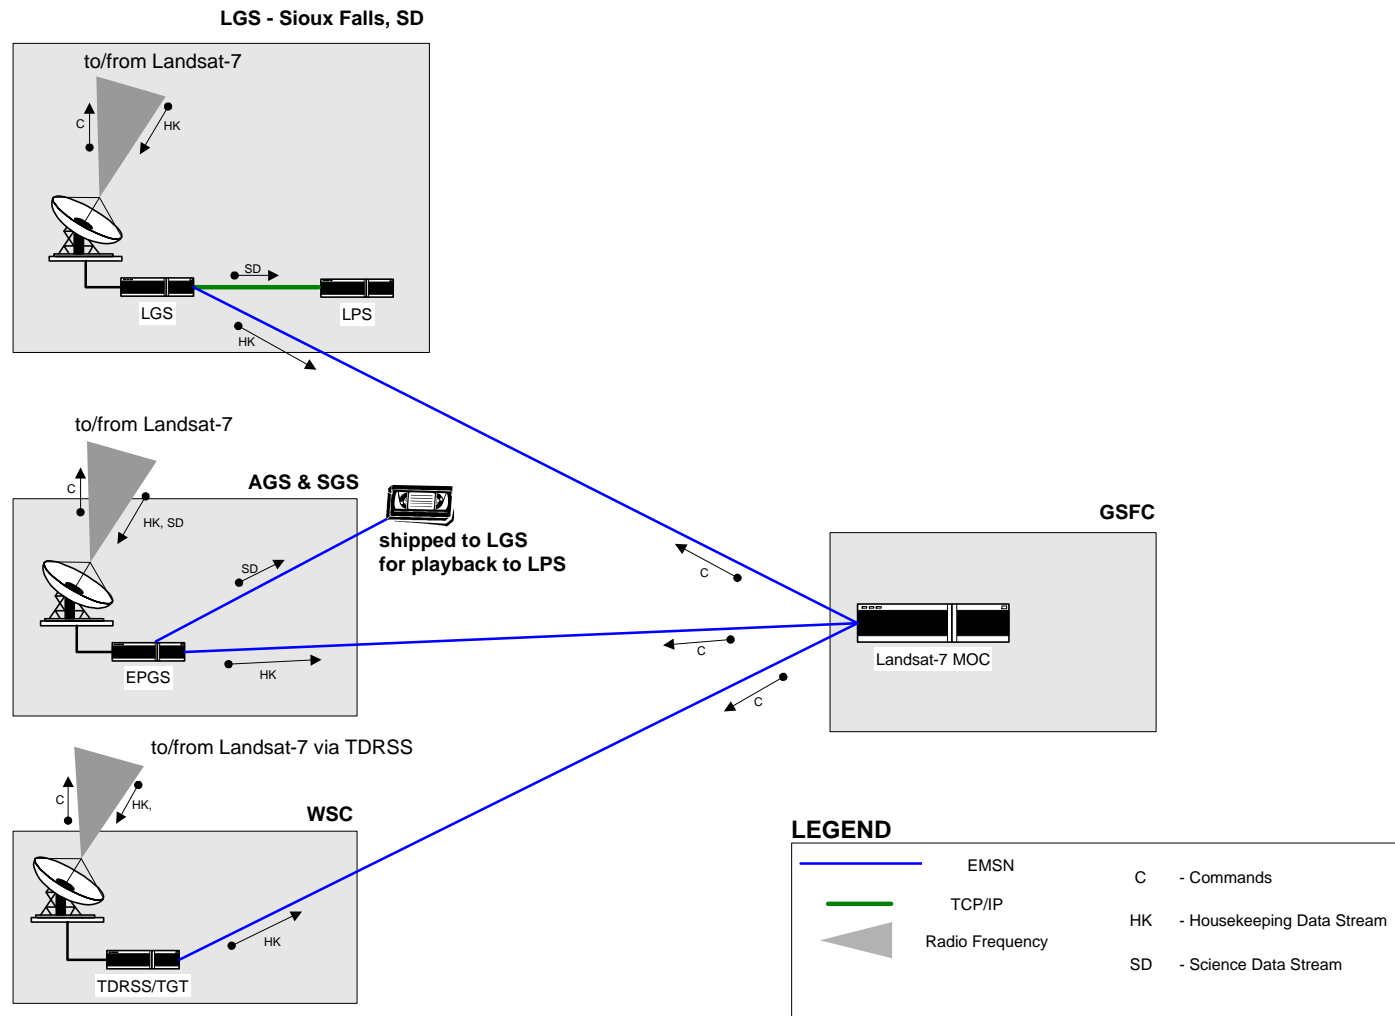 LGS - Sioux Falls, SD
to/from Landsat-7
C
HK
SD
LGS
LPS
HK
to/from Landsat-7
AGS & SGS
C
HK, SD
shipped to LGS
for playback to LPS
SD
EPGS
HK
C
C
C
GSFC
Landsat-7 MOC
to/from Landsat-7 via TDRSS
C
HK,
WSC
HK
TDRSS/TGT
LEGEND
EMSN
TCP/IP
Radio Frequency
C - Commands
HK - Housekeeping Data Stream
SD - Science Data Stream